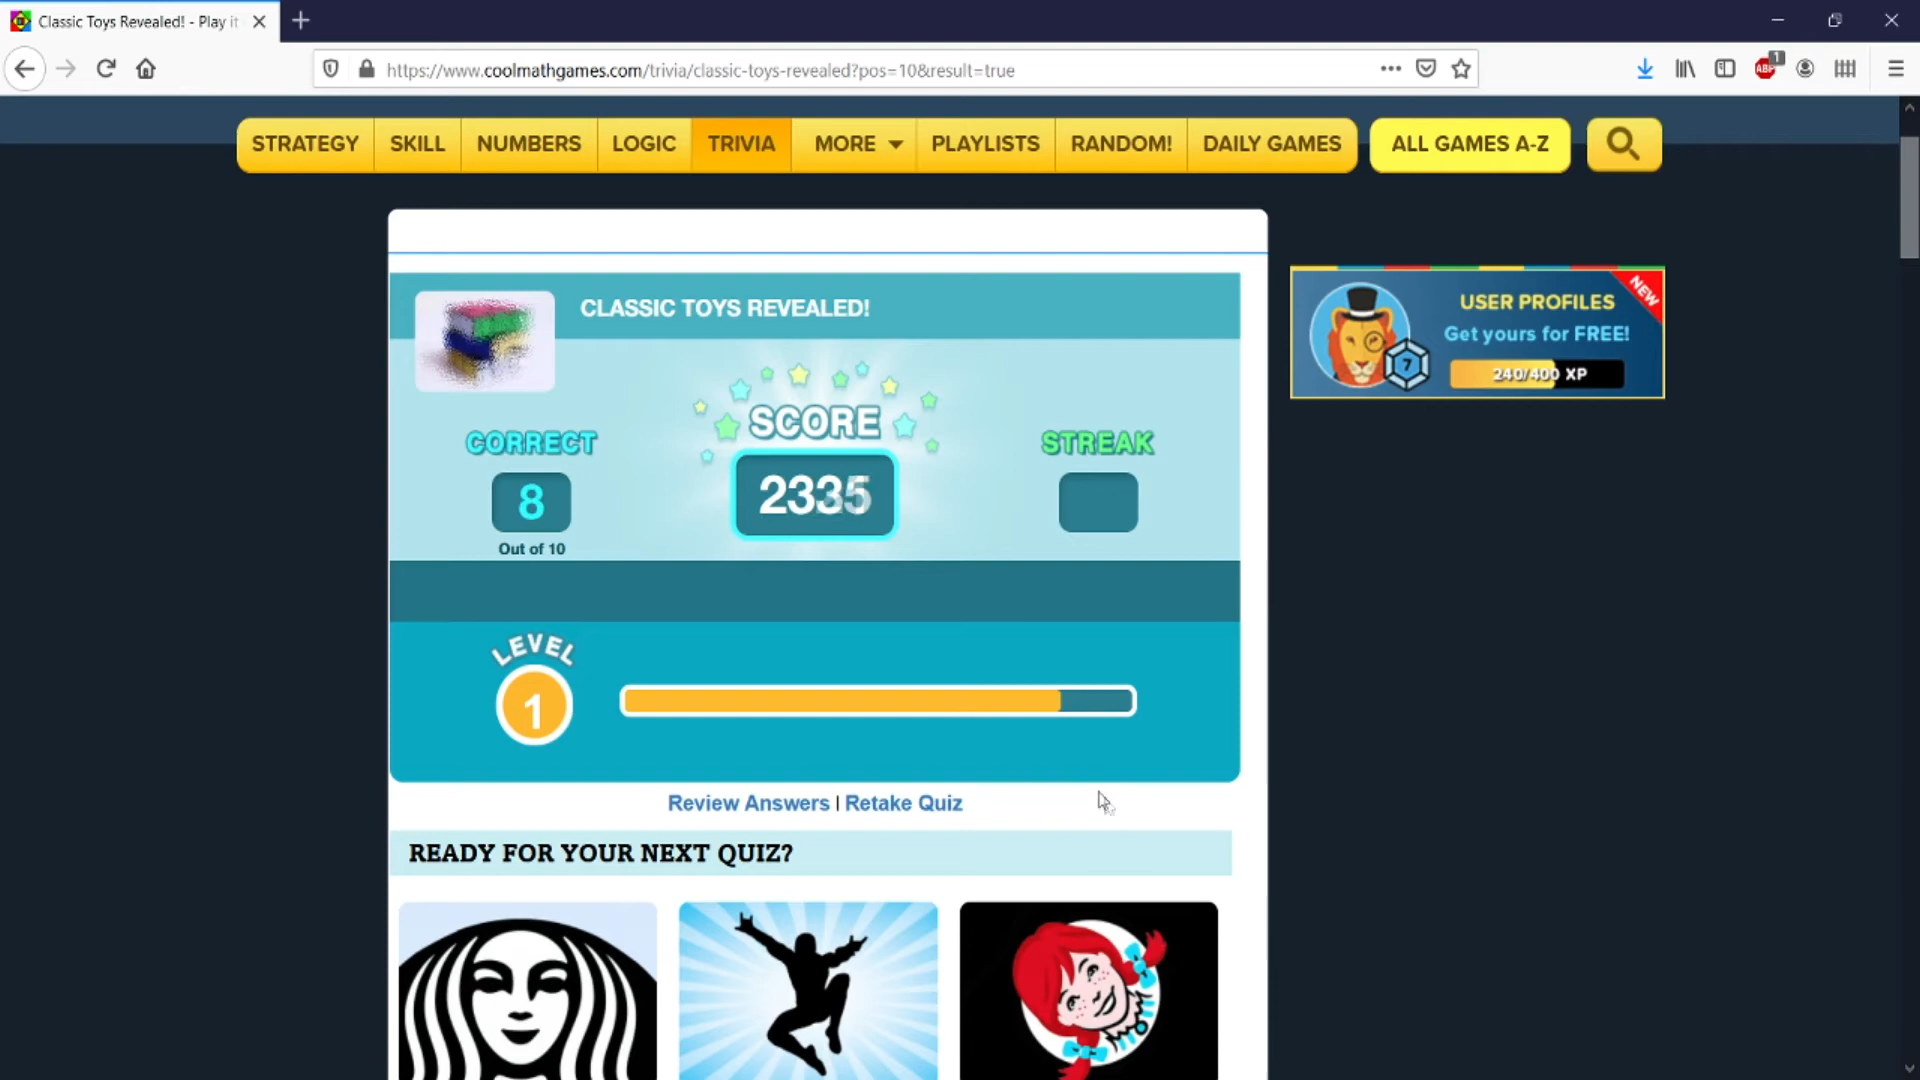 Classic Toys Revealed! - Play it
https://www.coolmathgames.com/trivia/classic-toys-revealed?pos=10&result=true
ABP
1
STRATEGY
SKILL
NUMBERS
LOGIC
TRIVIA
MORE
PLAYLISTS
RANDOM!
DAILY GAMES
ALL GAMES A-Z
CLASSIC TOYS REVEALED!
CORRECT
8
Out of 10
SCORE
STREAK
USER PROFILES
NEW
Get yours for FREE!
7
240/400 XP
LEVEL
1
Review Answers | Retake Quiz
READY FOR YOUR NEXT QUIZ?